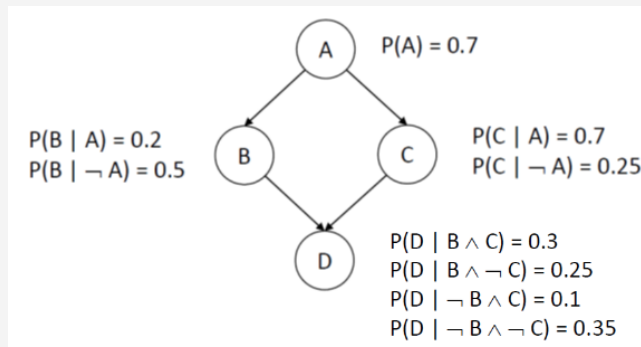 A
P(A) = 0.7
P(B | A) = 0.2
P(B | ¬ A) = 0.5
B
C
P(C | A) = 0.7
P(C | ¬ A) = 0.25
D
P(D | B ∧ C) = 0.3
P(D | B ∧ ¬ C) = 0.25
P(D | ¬ B ∧ C) = 0.1
P(D | ¬ B ∧ ¬ C) = 0.35